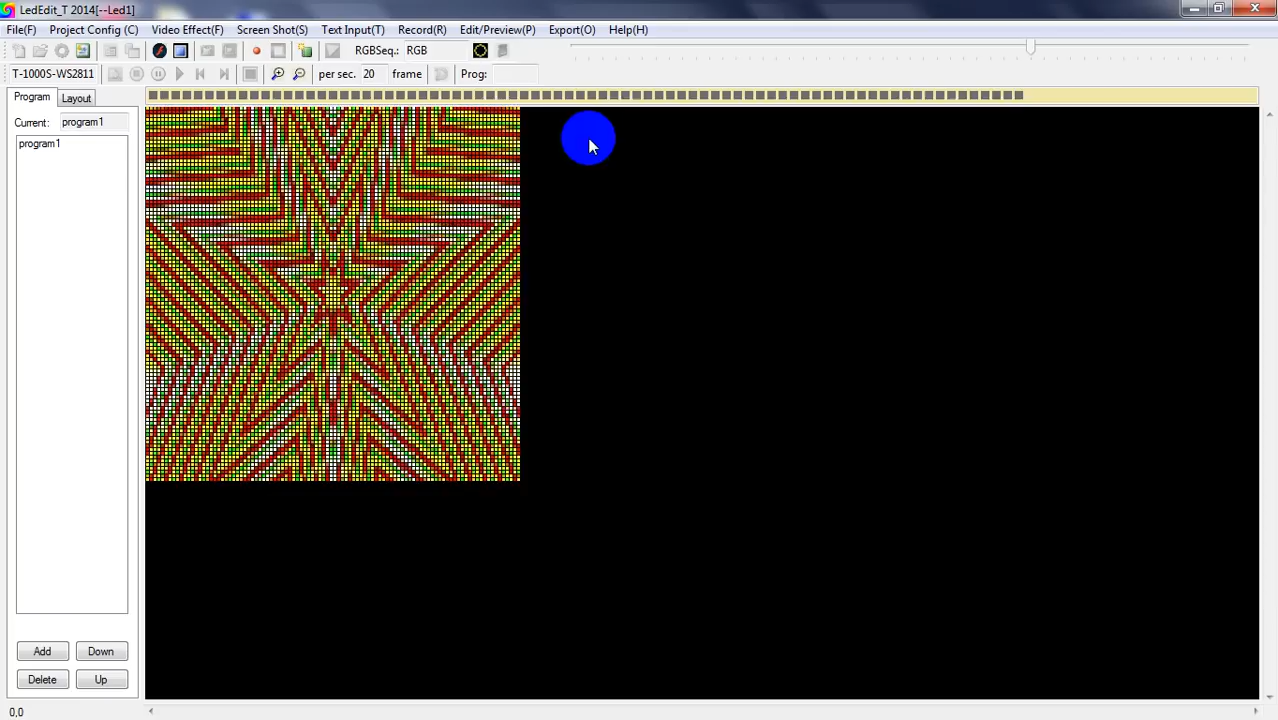 LedEdit_T 2014[--Led1]
File(F) Project Config (C) Video Effect(F) Screen Shot(S) Text Input(T) Record(R) Edit/Preview(P) Export(O) Help(H)
RGBSeq.: RGB
T-1000S-WS2811 per sec. 20 frame Prog:
Program Layout
Current: program1
program1
Add Down
Delete Up
0,0